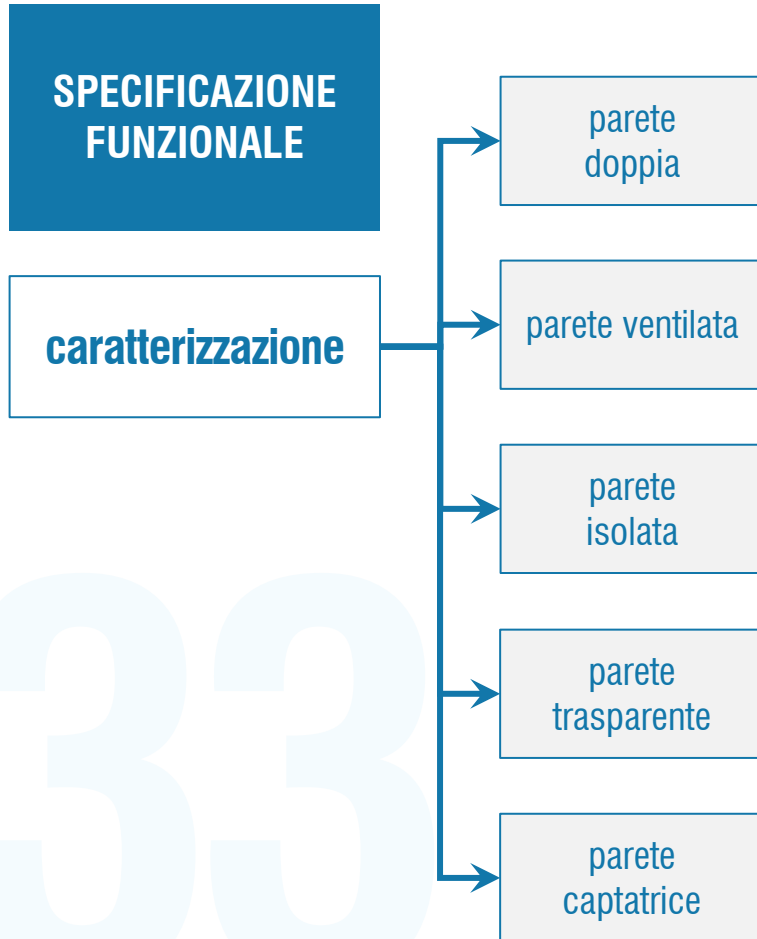 SPECIFICAZIONE
FUNZIONALE
caratterizzazione
parete
doppia
parete ventilata
parete
isolata
parete
trasparente
parete
captatrice
33